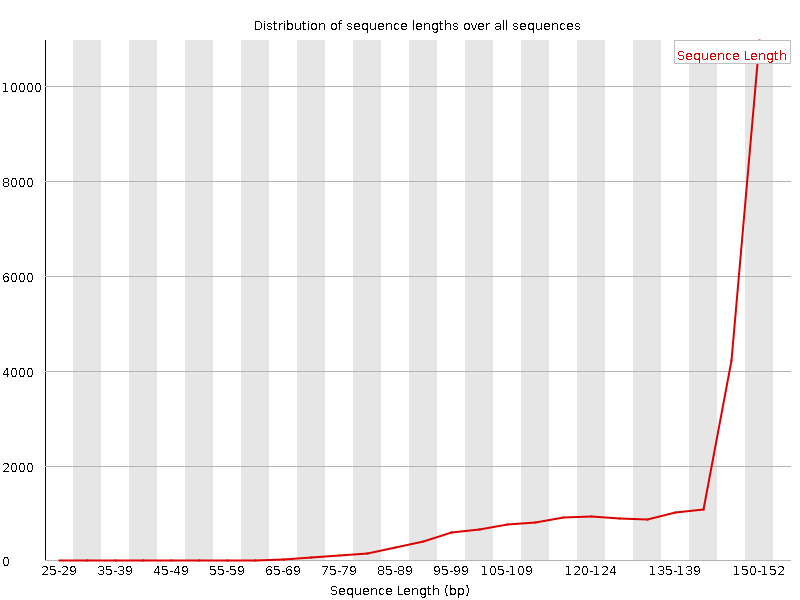 Distribution of sequence lengths over all sequences
Sequence Length
10000
8000
6000
4000
2000
0
25-29 35-39 45-49 55-59 65-69 75-79 85-89 95-99 105-109 120-124 135-139 150-152
Sequence Length (bp)